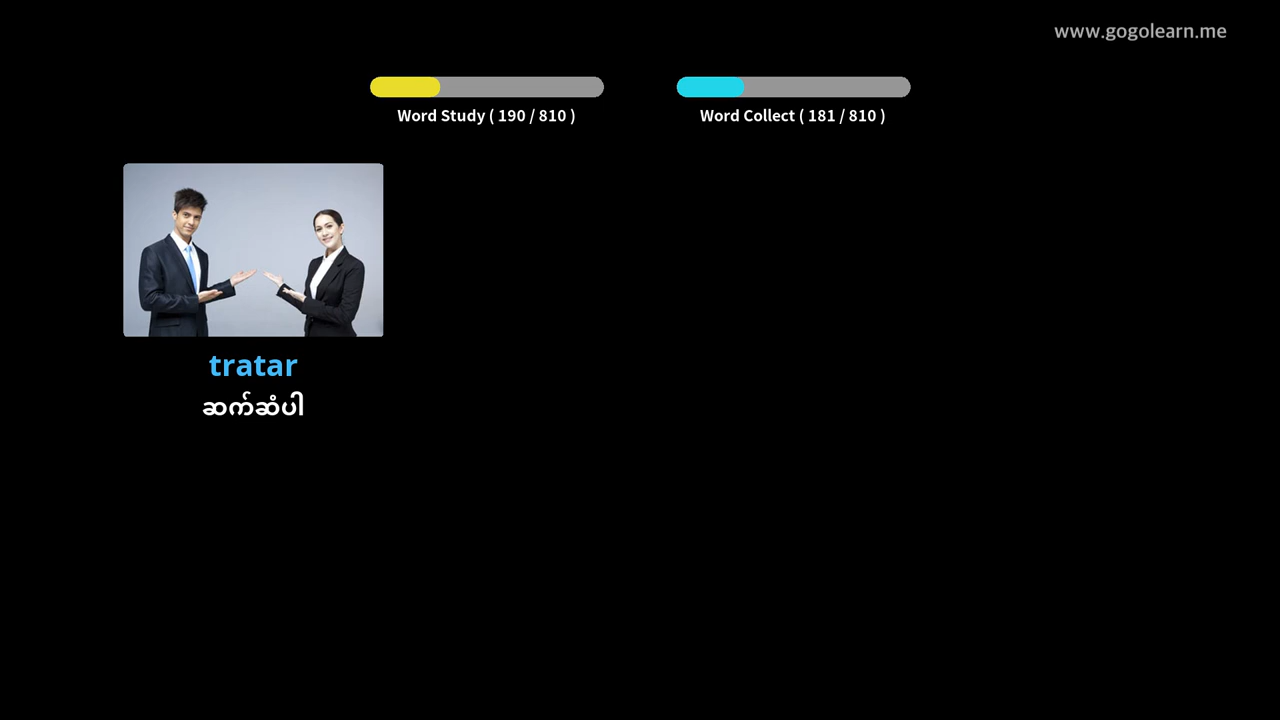 www.gogolearn.me
Word Study ( 190 / 810 )
Word Collect ( 181 / 810 )
tratar
ဆက်ဆံပါ